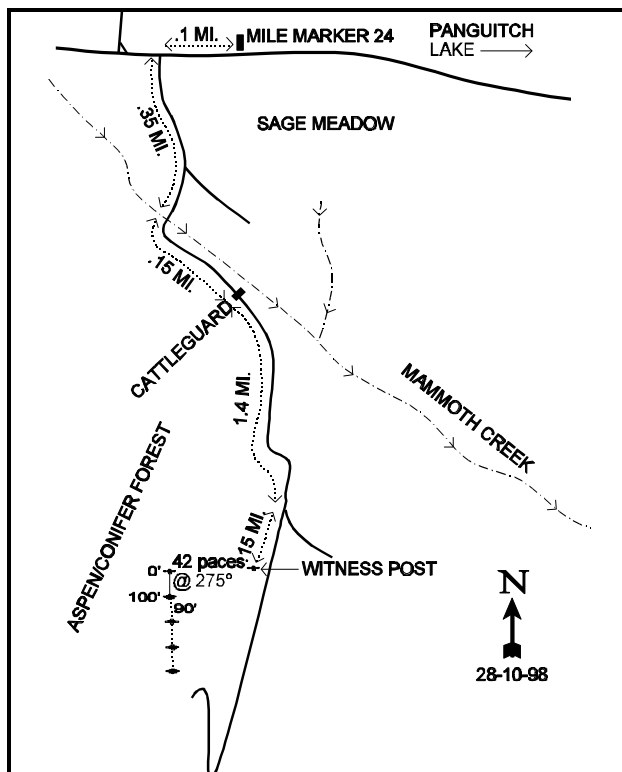 .1 MI.
MILE MARKER 24
PANGUITCH
LAKE
.35 MI.
SAGE MEADOW
.15 MI.
CATTLEGUARD
1.4 MI.
MAMMOTH CREEK
ASPEN/CONIFER FOREST
.15 MI.
42 paces
@ 275º
WITNESS POST
0'
100'
90'
N
28-10-98